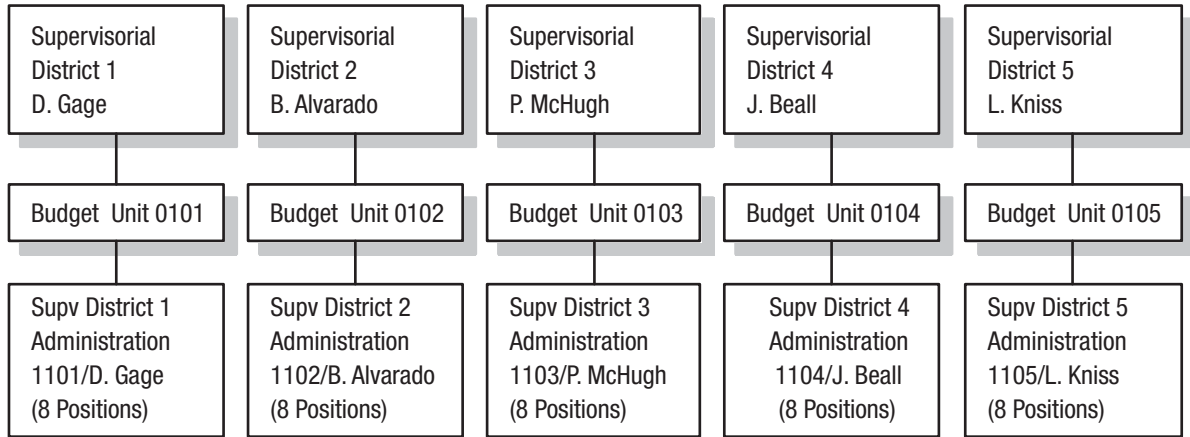 Supervisorial
District 1
D. Gage
Supervisorial
District 2
B. Alvarado
Supervisorial
District 3
P. McHugh
Supervisorial
District 4
J. Beall
Supervisorial
District 5
L. Kniss
Budget Unit 0101
Budget Unit 0102
Budget Unit 0103
Budget Unit 0104
Budget Unit 0105
Supv District 1
Administration
1101/D. Gage
(8 Positions)
Supv District 2
Administration
1102/B. Alvarado
(8 Positions)
Supv District 3
Administration
1103/P. McHugh
(8 Positions)
Supv District 4
Administration
1104/J. Beall
(8 Positions)
Supv District 5
Administration
1105/L. Kniss
(8 Positions)